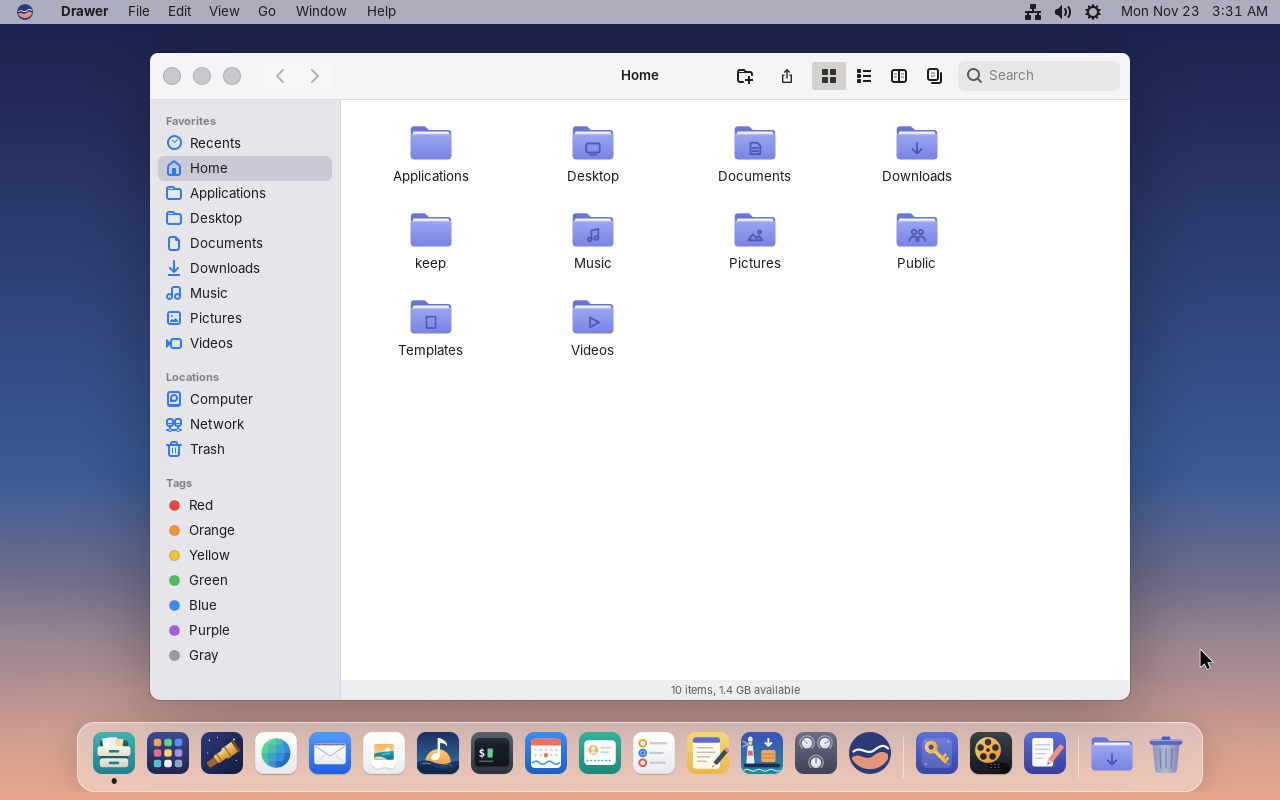 Drawer File Edit View Go Window Help Mon Nov 23 3:31 AM
Home
Search
Favorites
Recents
Home
Applications
Desktop
Documents
Downloads
Music
Pictures
Videos
Locations
Computer
Network
Trash
Tags
Red
Orange
Yellow
Green
Blue
Purple
Gray
Applications Desktop Documents Downloads
keep Music Pictures Public
Templates Videos
10 items, 1.4 GB available
$